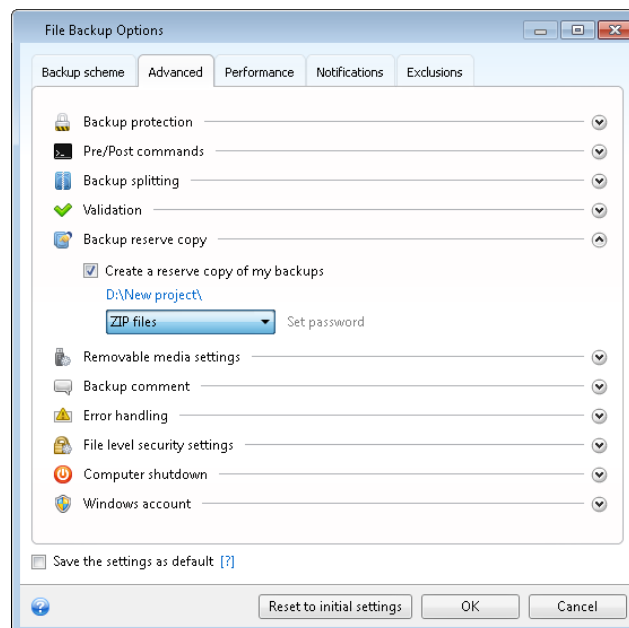 File Backup Options
Backup scheme Advanced Performance Notifications Exclusions
Backup protection
Pre/Post commands
Backup splitting
Validation
Backup reserve copy
Create a reserve copy of my backups
D:\New project\
ZIP files Set password
Removable media settings
Backup comment
Error handling
File level security settings
Computer shutdown
Windows account
Save the settings as default [?]
Reset to initial settings OK Cancel